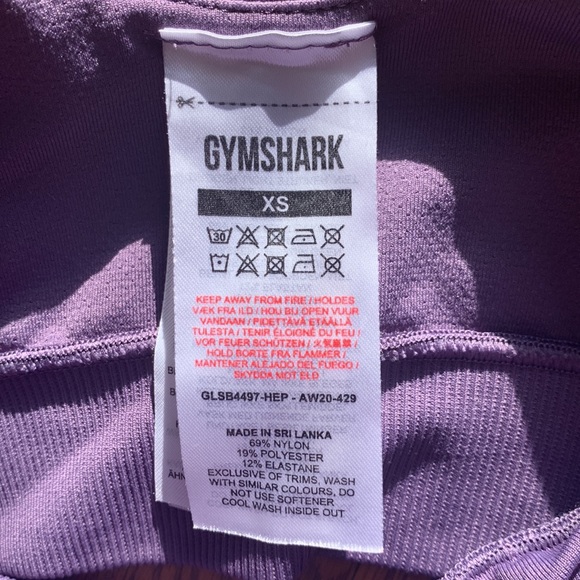 GYMSHARK
XS
30
KEEP AWAY FROM FIRE / HOLDES
VÆK FRA ILD / HOU BIJ OPEN VUUR
VANDAAN / PIDETTÄVÄ ETÄÄLLÄ
TULESTA / TENIR ÉLOIGNÉ DU FEU /
VOR FEUER SCHÜTZEN / 火気厳禁 /
HOLD BORTE FRA FLAMMER /
MANTENER ALEJADO DEL FUEGO /
SKYDDA MOT ELD
GLSB4497-HEP - AW20-429
MADE IN SRI LANKA
69% NYLON
19% POLYESTER
12% ELASTANE
EXCLUSIVE OF TRIMS, WASH
WITH SIMILAR COLOURS, DO
NOT USE SOFTENER
COOL WASH INSIDE OUT